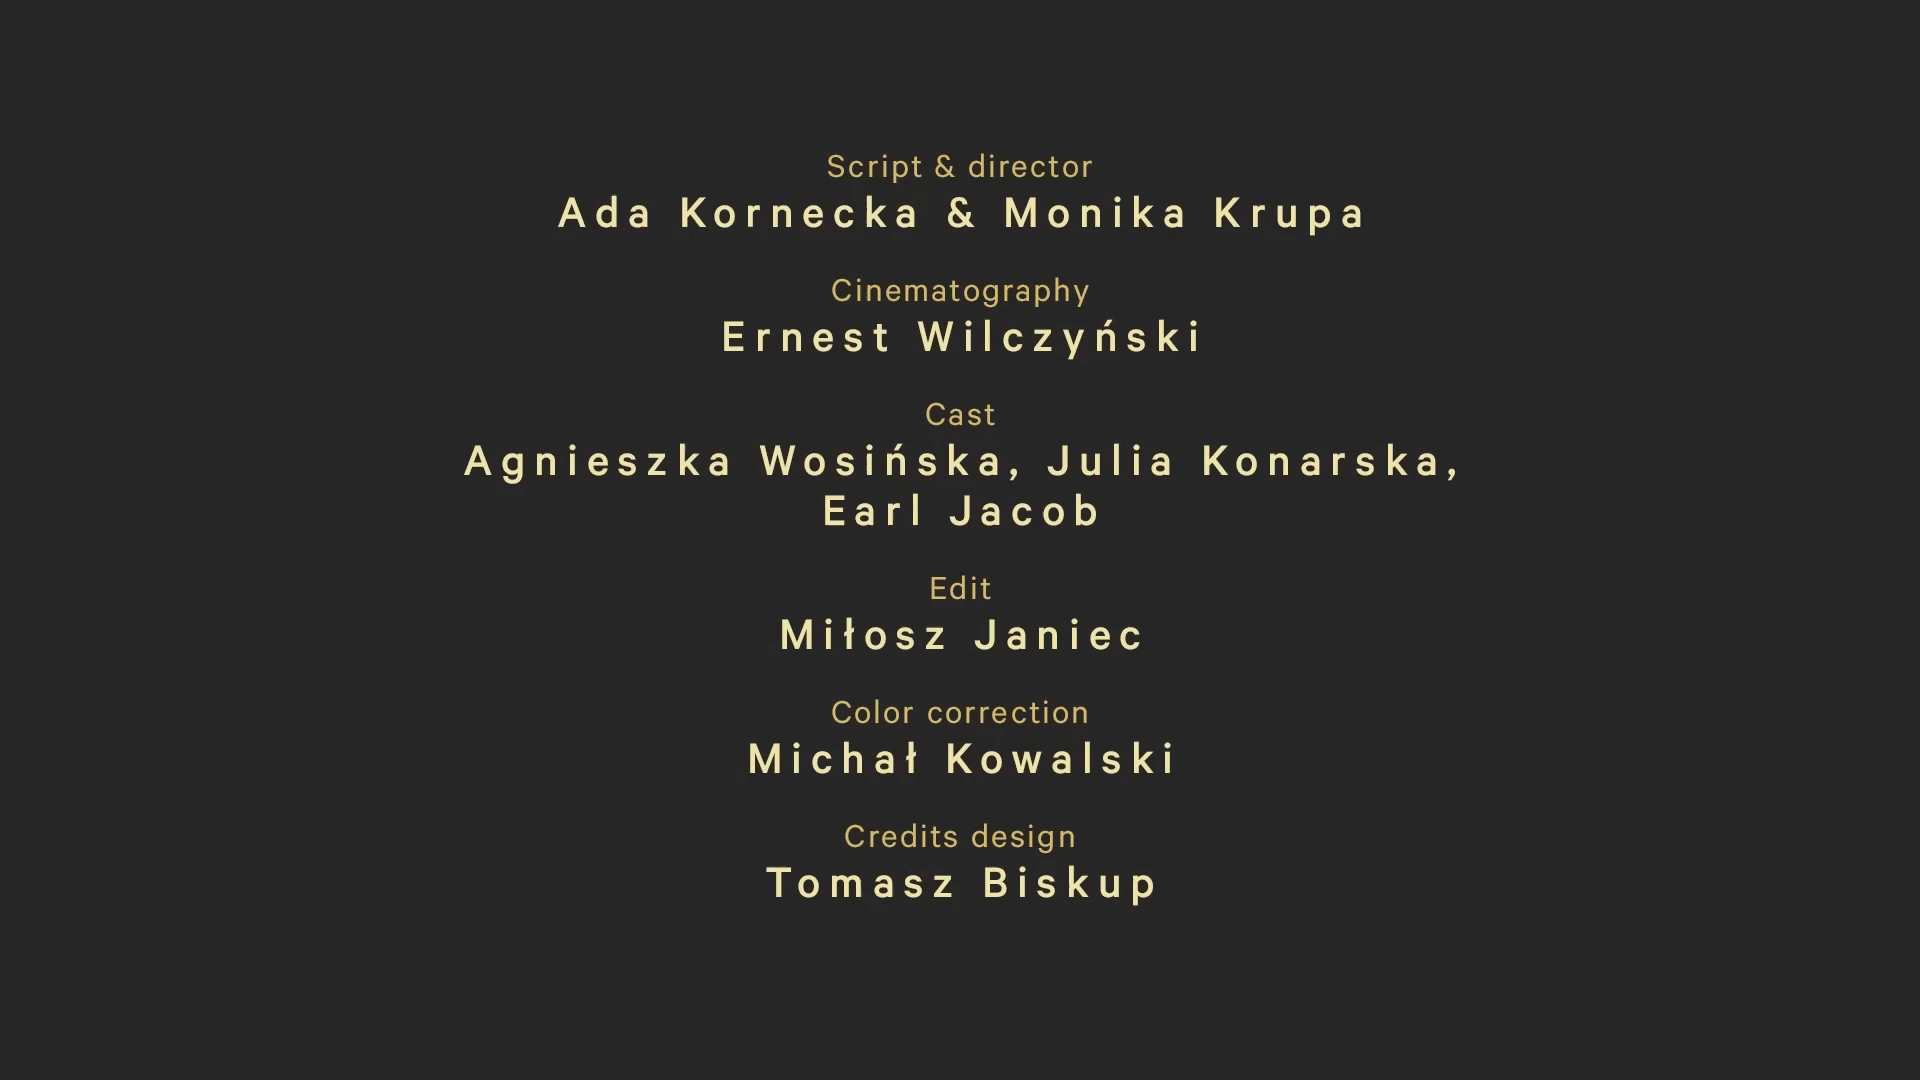 Script & director
Ada Kornecka & Monika Krupa
Cinematography
Ernest Wilczyński
Cast
Agnieszka Wosińska, Julia Konarska,
Earl Jacob
Edit
Miłosz Janiec
Color correction
Michał Kowalski
Credits design
Tomasz Biskup